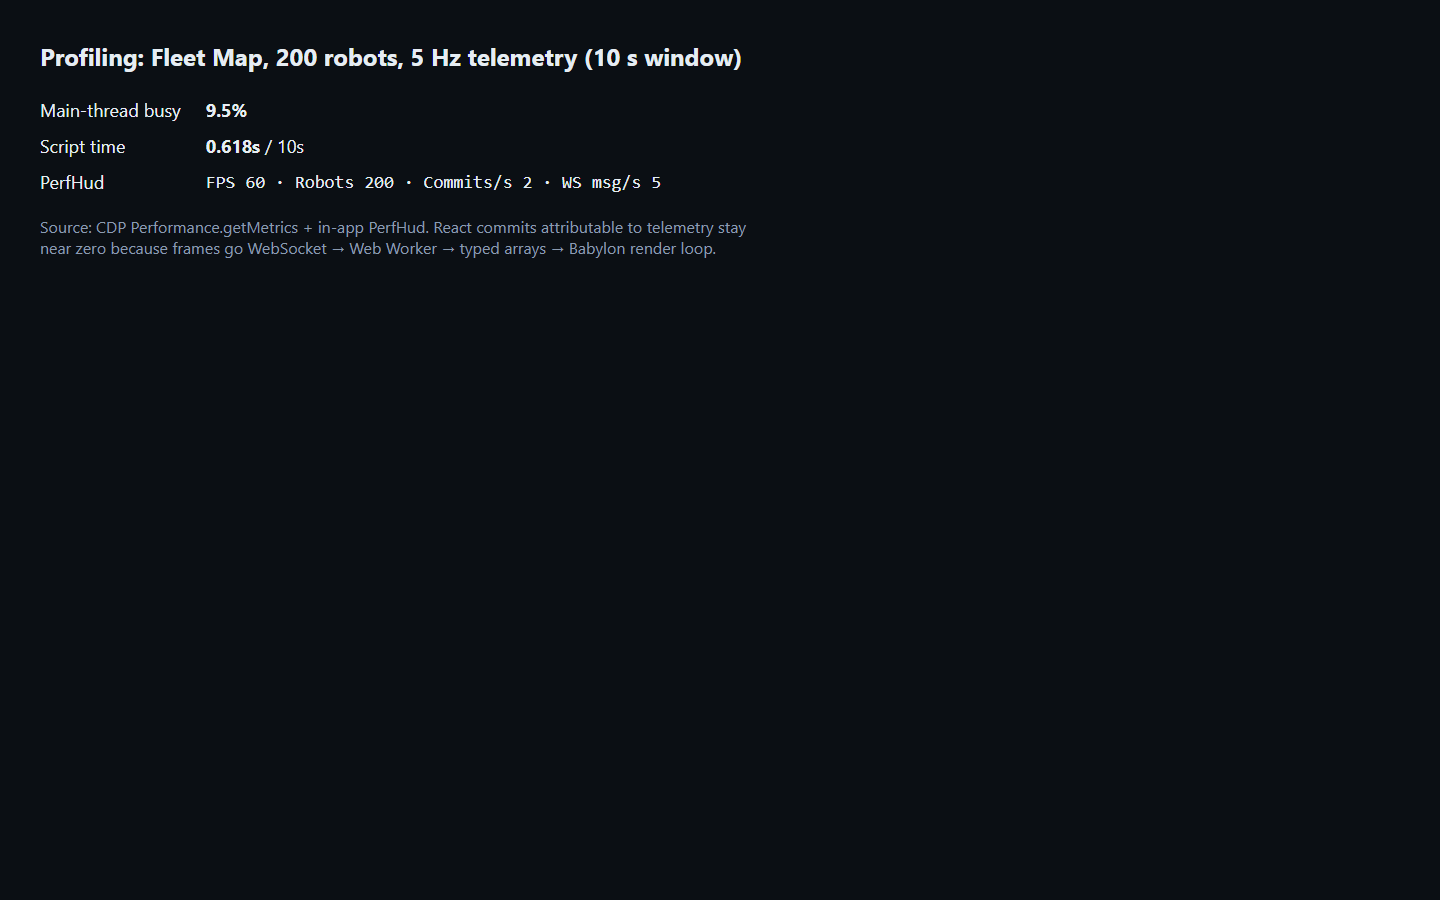 Profiling: Fleet Map, 200 robots, 5 Hz telemetry (10 s window)
Main-thread busy 9.5%
Script time 0.618s / 10s
PerfHud FPS 60 · Robots 200 · Commits/s 2 · WS msg/s 5
Source: CDP Performance.getMetrics + in-app PerfHud. React commits attributable to telemetry stay
near zero because frames go WebSocket → Web Worker → typed arrays → Babylon render loop.